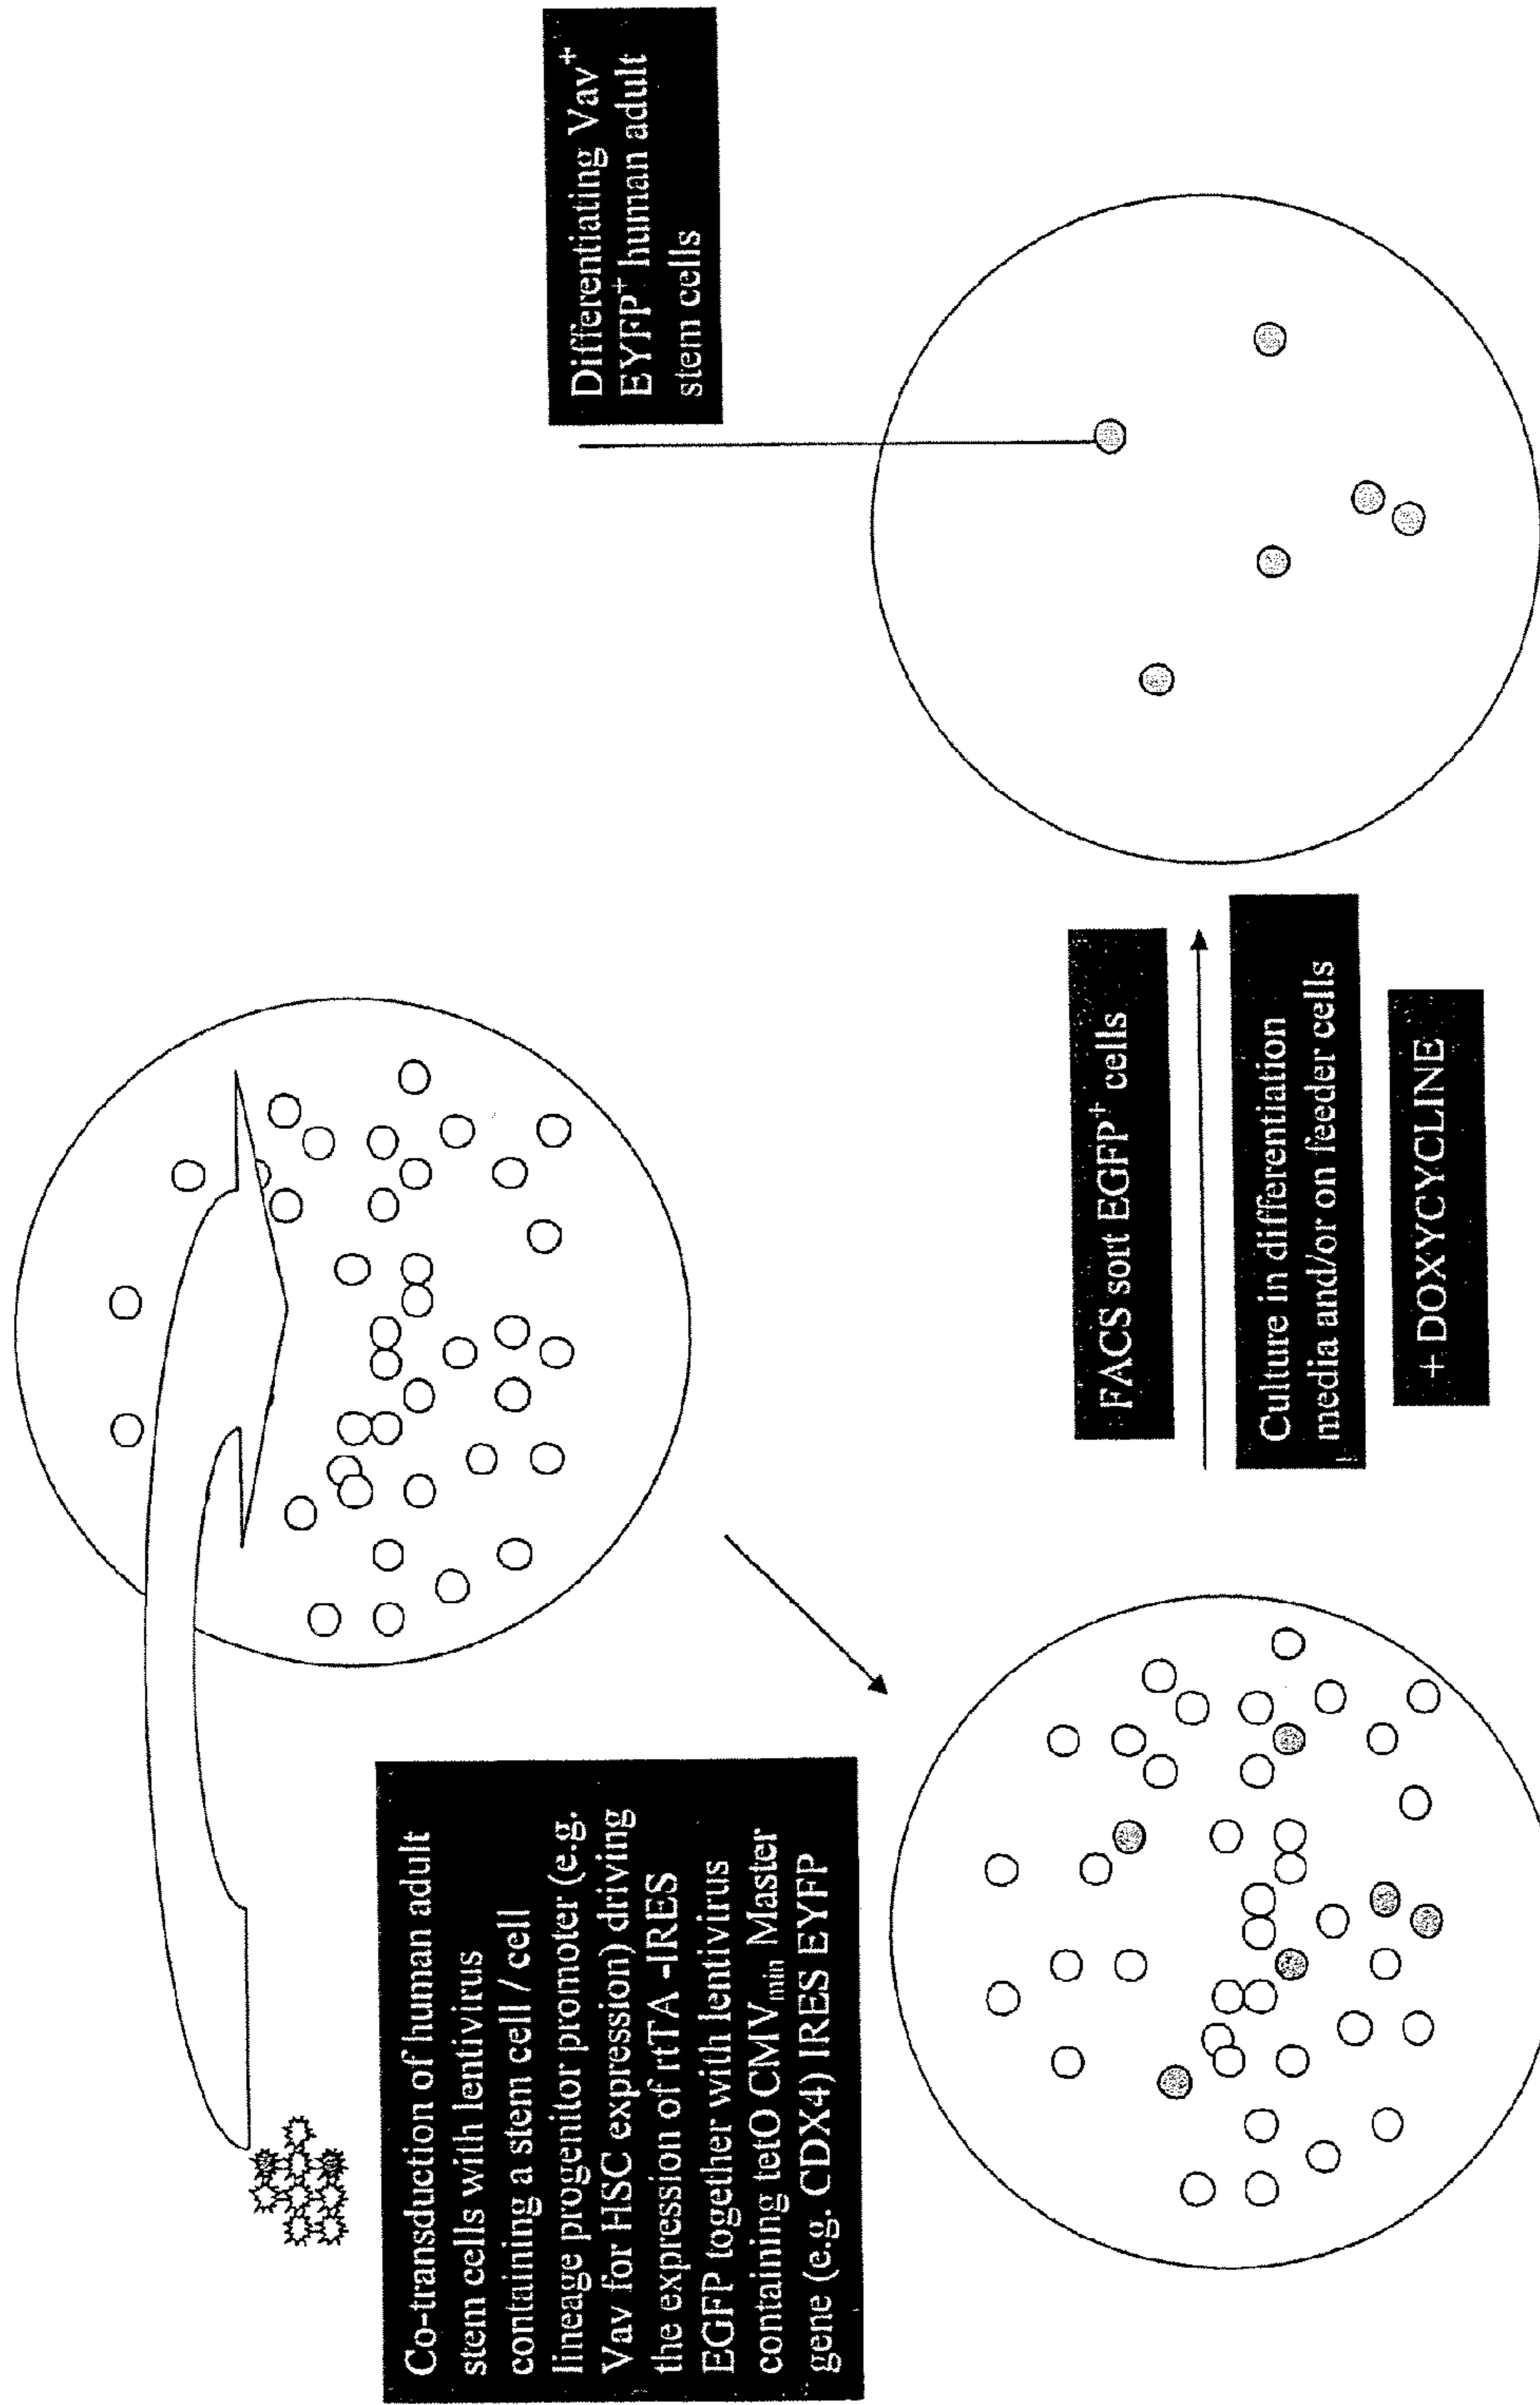 Co-transduction of human adult
stem cells with lentivirus
containing a stem cell / cell
lineage progenitor promoter (e.g.
Vav for HSC expression) driving
the expression of rtTA -IRES
EGFP together with lentivirus
containing tetO CMVmin Master
gene (e.g. CDX4) IRES EYFP
FACS sort EGFP+ cells
Culture in differentiation
media and/or on feeder cells
+ DOXYCYCLINE
Differentiating Vav+
EYFP+ human adult
stem cells